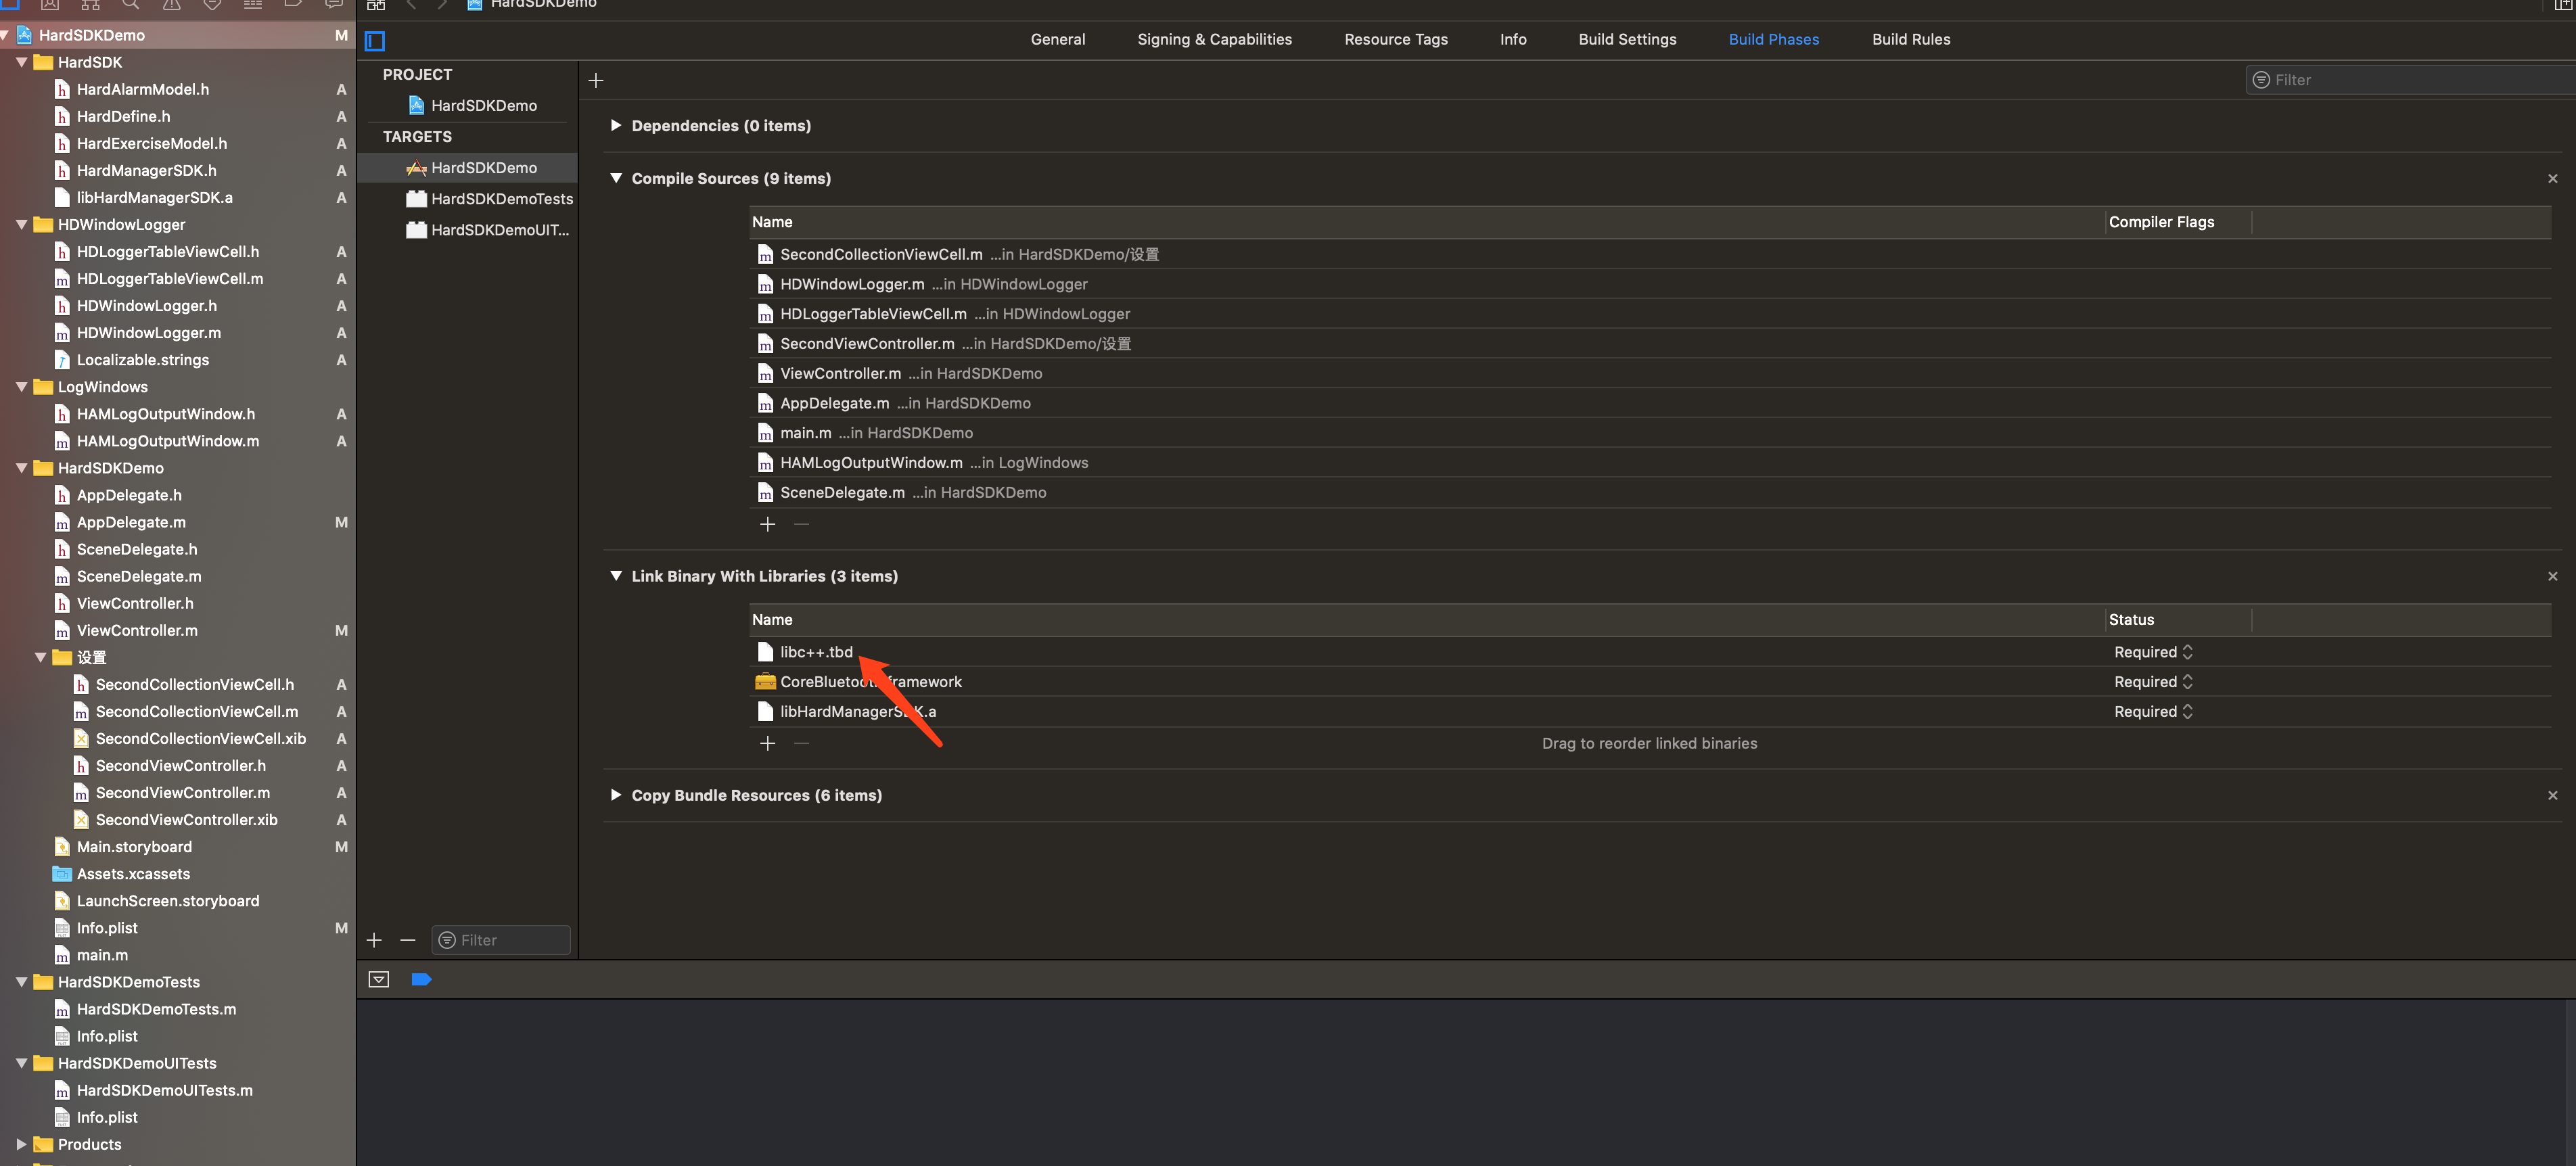 HardSDKDemo
HardSDKDemo M
HardSDK
HardAlarmModel.h A
HardDefine.h A
HardExerciseModel.h A
HardManagerSDK.h A
libHardManagerSDK.a A
HDWindowLogger
HDLoggerTableViewCell.h A
HDLoggerTableViewCell.m A
HDWindowLogger.h A
HDWindowLogger.m A
Localizable.strings A
LogWindows
HAMLogOutputWindow.h A
HAMLogOutputWindow.m A
HardSDKDemo
AppDelegate.h
AppDelegate.m M
SceneDelegate.h
SceneDelegate.m
ViewController.h
ViewController.m M
设置
SecondCollectionViewCell.h A
SecondCollectionViewCell.m A
SecondCollectionViewCell.xib A
SecondViewController.h A
SecondViewController.m A
SecondViewController.xib A
Main.storyboard M
Assets.xcassets
LaunchScreen.storyboard
Info.plist M
main.m
HardSDKDemoTests
HardSDKDemoTests.m
Info.plist
HardSDKDemoUITests
HardSDKDemoUITests.m
Info.plist
Products
General Signing & Capabilities Resource Tags Info Build Settings Build Phases Build Rules
PROJECT
HardSDKDemo
TARGETS
HardSDKDemo
HardSDKDemoTests
HardSDKDemoUIT...
Filter
Filter
Dependencies (0 items)
Compile Sources (9 items)
Name Compiler Flags
SecondCollectionViewCell.m ...in HardSDKDemo/设置
HDWindowLogger.m ...in HDWindowLogger
HDLoggerTableViewCell.m ...in HDWindowLogger
SecondViewController.m ...in HardSDKDemo/设置
ViewController.m ...in HardSDKDemo
AppDelegate.m ...in HardSDKDemo
main.m ...in HardSDKDemo
HAMLogOutputWindow.m ...in LogWindows
SceneDelegate.m ...in HardSDKDemo
Link Binary With Libraries (3 items)
Name Status
libc++.tbd Required
CoreBluetooth.framework Required
libHardManagerSDK.a Required
Drag to reorder linked binaries
Copy Bundle Resources (6 items)